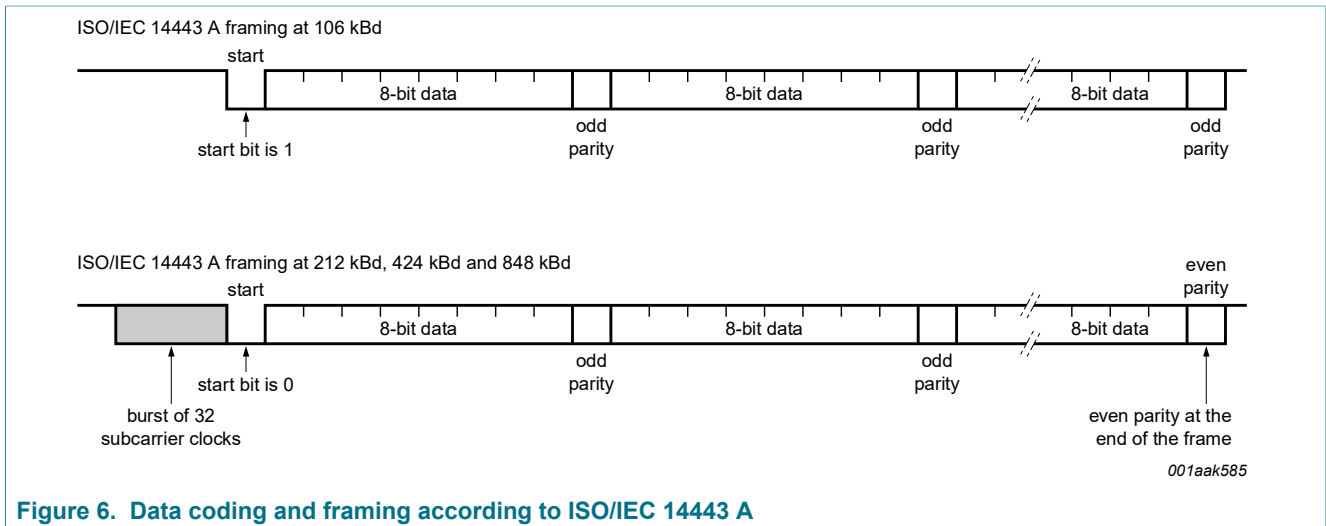 ISO/IEC 14443 A framing at 106 kBd
start
8-bit data
8-bit data
8-bit data
odd
parity
odd
parity
odd
parity
start bit is 1
ISO/IEC 14443 A framing at 212 kBd, 424 kBd and 848 kBd
even
parity
start
8-bit data
8-bit data
8-bit data
odd
parity
odd
parity
start bit is 0
burst of 32
subcarrier clocks
even parity at the
end of the frame
001aak585
Figure 6. Data coding and framing according to ISO/IEC 14443 A